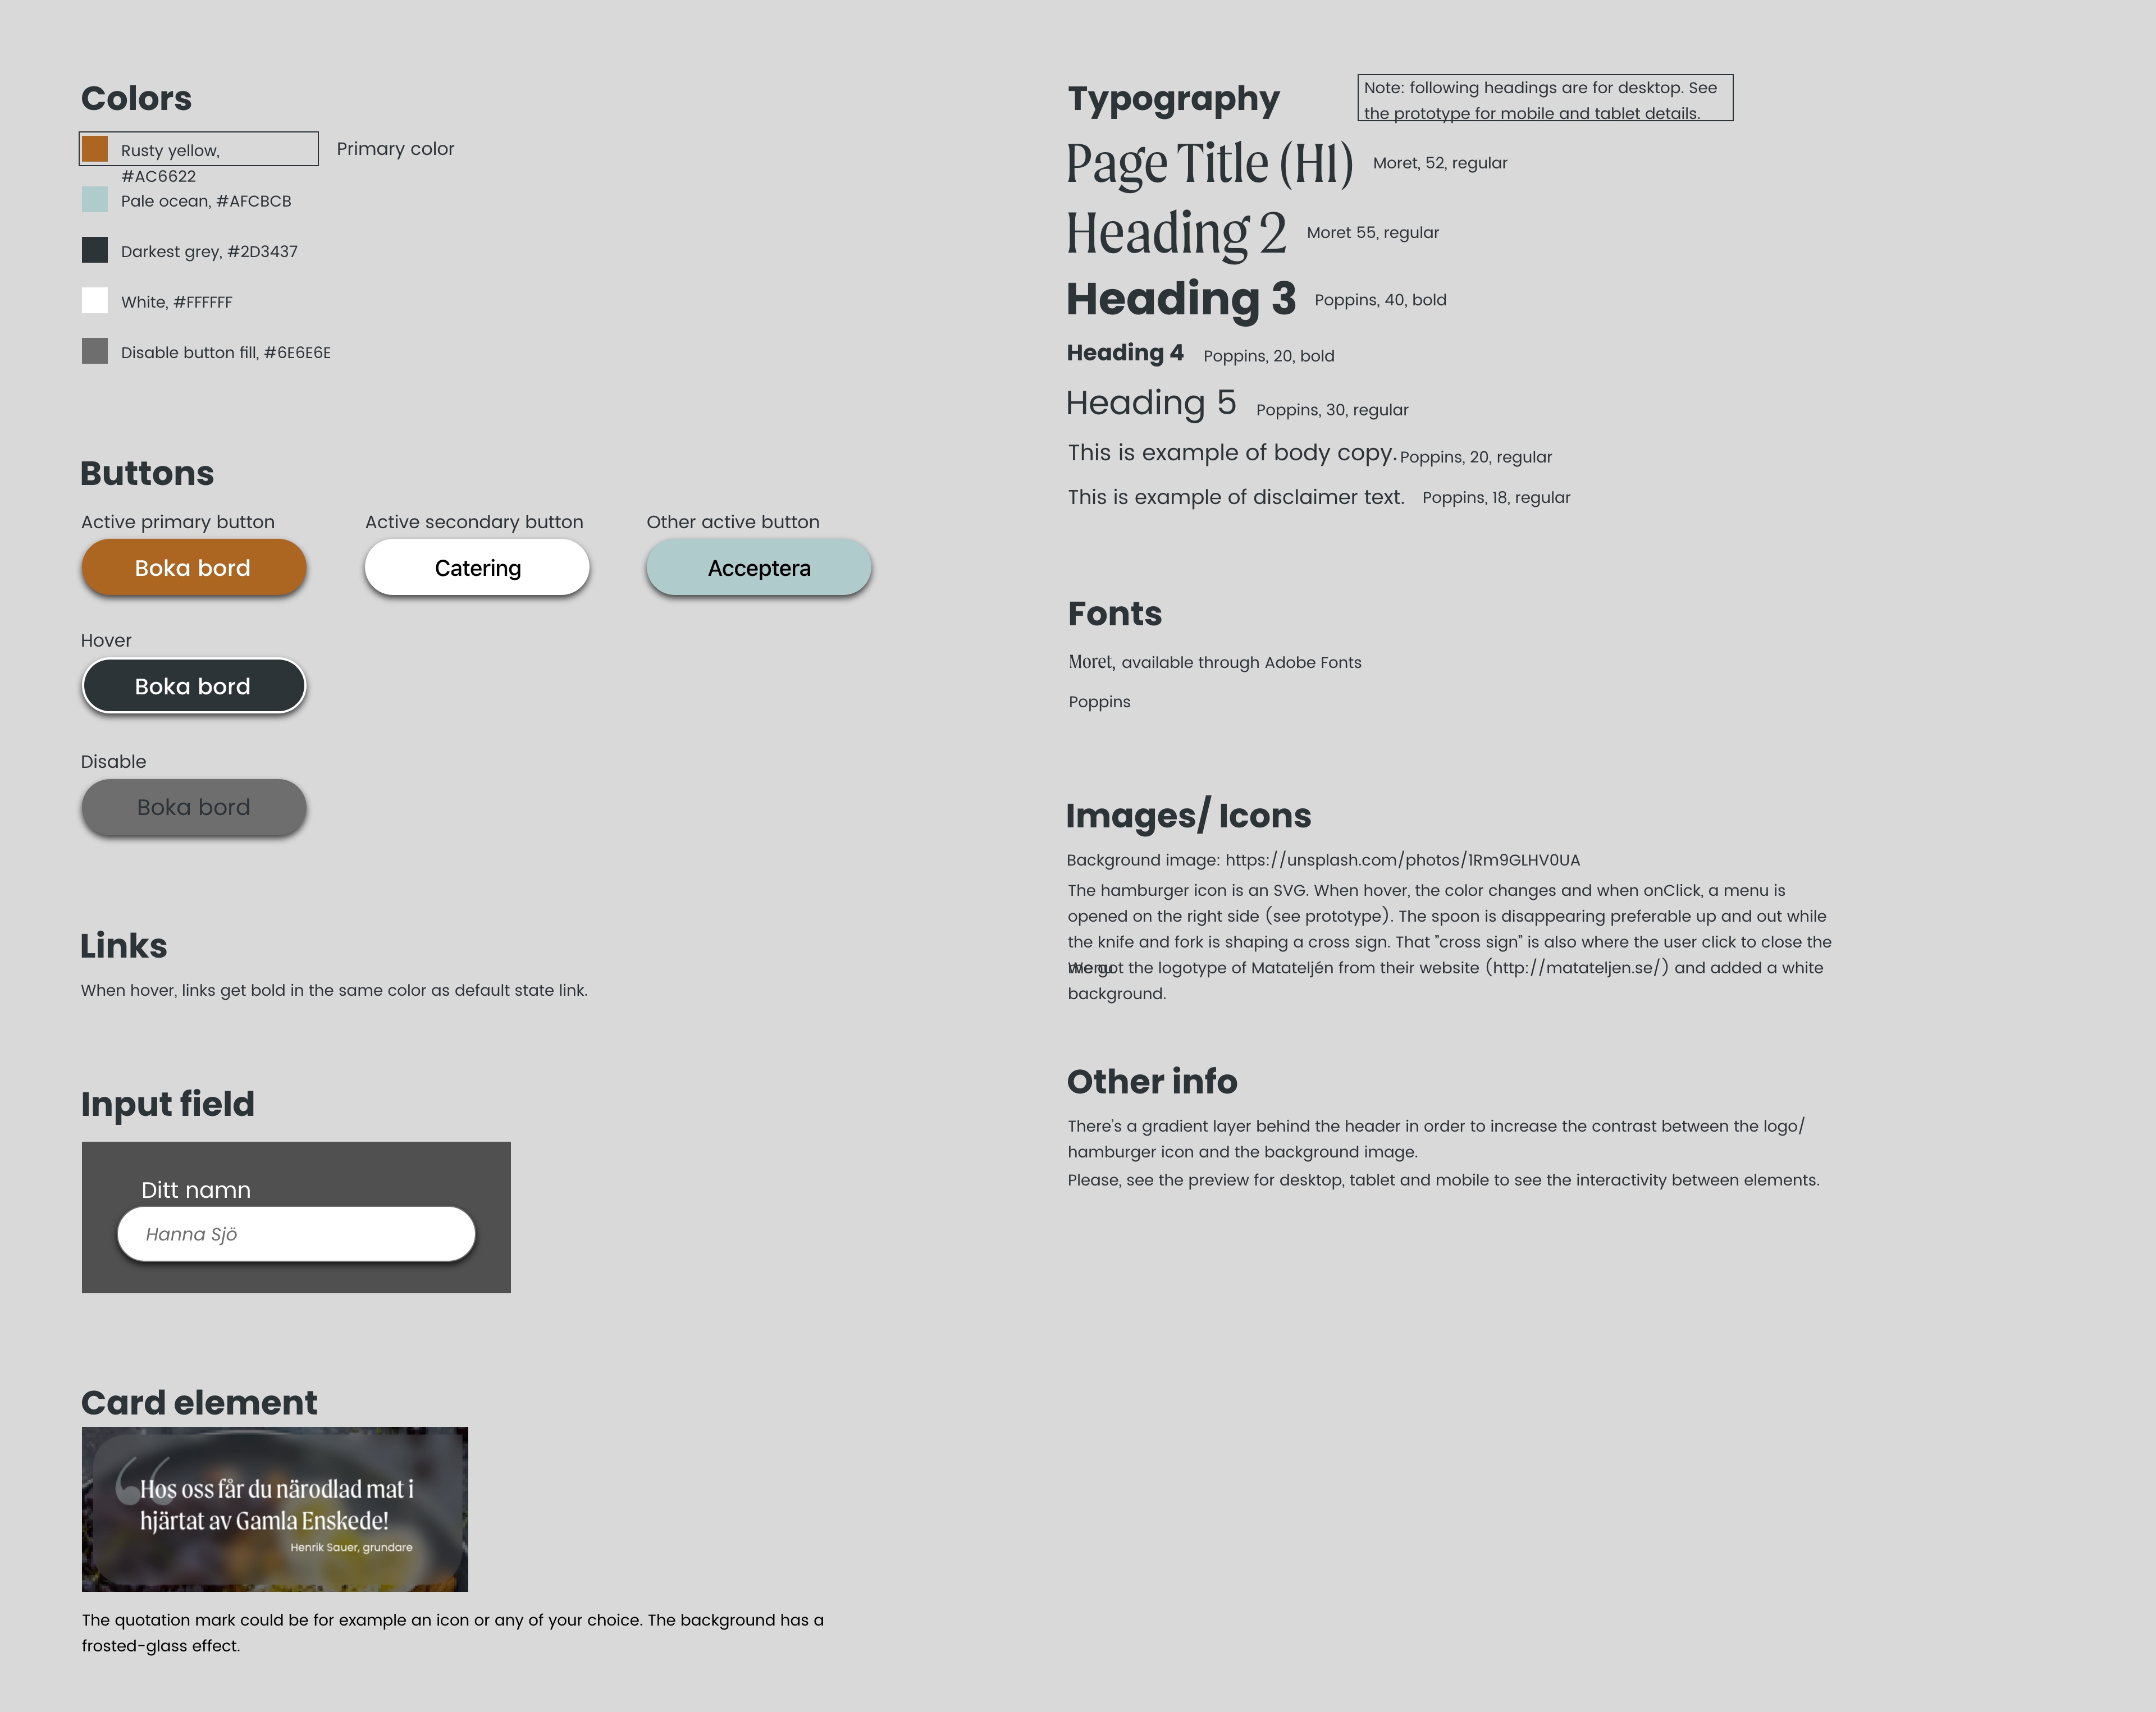 Colors
Rusty yellow,
#AC6622
Primary color
Pale ocean, #AFCBCB
Darkest grey, #2D3437
White, #FFFFFF
Disable button fill, #6E6E6E
Buttons
Active primary button
Boka bord
Active secondary button
Catering
Other active button
Acceptera
Hover
Boka bord
Disable
Boka bord
Links
When hover, links get bold in the same color as default state link.
Input field
Ditt namn
Hanna Sjö
Card element
“
Hos oss får du närodlad mat i
hjärtat av Gamla Enskede!
Henrik Sauer, grundare
The quotation mark could be for example an icon or any of your choice. The background has a
frosted-glass effect.
Typography
Note: following headings are for desktop. See
the prototype for mobile and tablet details.
Page Title (H1)
Moret, 52, regular
Heading 2
Moret 55, regular
Heading 3
Poppins, 40, bold
Heading 4
Poppins, 20, bold
Heading 5
Poppins, 30, regular
This is example of body copy.
Poppins, 20, regular
This is example of disclaimer text.
Poppins, 18, regular
Fonts
Moret, available through Adobe Fonts
Poppins
Images/ Icons
Background image: https://unsplash.com/photos/1Rm9GLHV0UA
The hamburger icon is an SVG. When hover, the color changes and when onClick, a menu is
opened on the right side (see prototype). The spoon is disappearing preferable up and out while
the knife and fork is shaping a cross sign. That "cross sign" is also where the user click to close the
menu
We got the logotype of Matateljén from their website (http://matateljen.se/) and added a white
background.
Other info
There's a gradient layer behind the header in order to increase the contrast between the logo/
hamburger icon and the background image.
Please, see the preview for desktop, tablet and mobile to see the interactivity between elements.